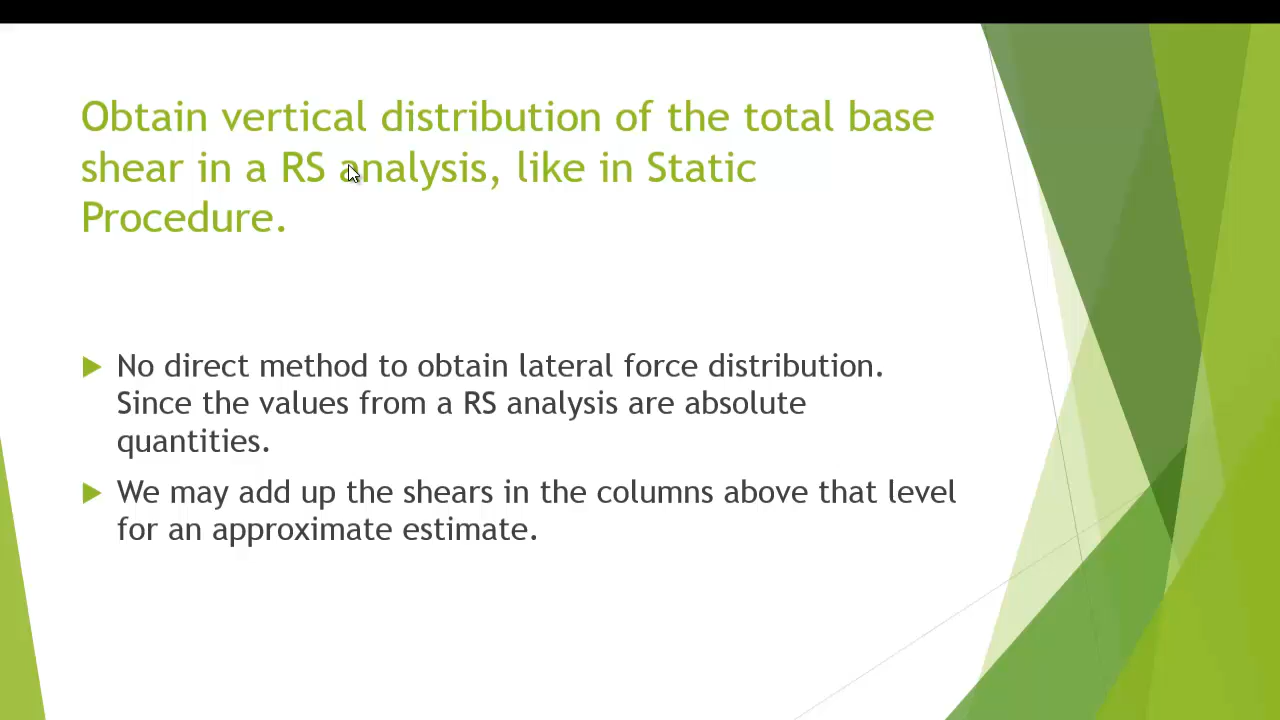 Obtain vertical distribution of the total base
shear in a RS analysis, like in Static
Procedure.
No direct method to obtain lateral force distribution.
Since the values from a RS analysis are absolute
quantities.
We may add up the shears in the columns above that level
for an approximate estimate.